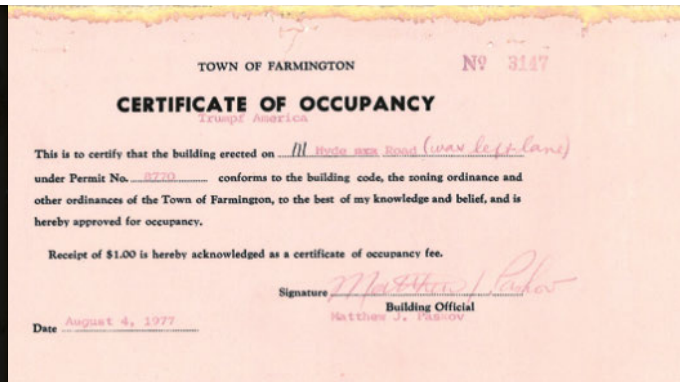 TOWN OF FARMINGTON
Nº 3147
CERTIFICATE OF OCCUPANCY
Trumpf America
This is to certify that the building erected on 111 Hyde Road (was left lane)
under Permit No. 8770 conforms to the building code, the zoning ordinance and
other ordinances of the Town of Farmington, to the best of my knowledge and belief, and is
hereby approved for occupancy.
Receipt of $1.00 is hereby acknowledged as a certificate of occupancy fee.
Signature Matthew J Paskov
Building Official
Matthew J. Paskov
Date August 4, 1977